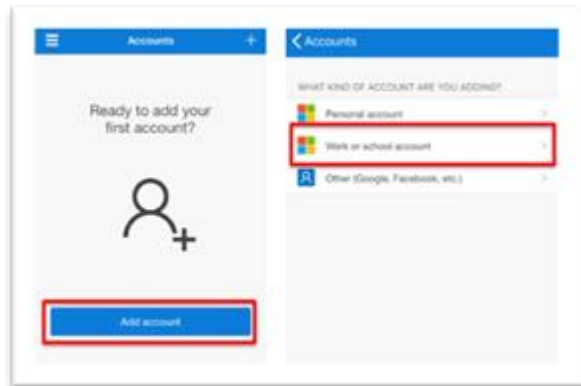 Accounts
Ready to add your
first account?
Add account
Accounts
WHAT KIND OF ACCOUNT ARE YOU ADDING?
Personal account
Work or school account
Other (Google, Facebook, etc.)